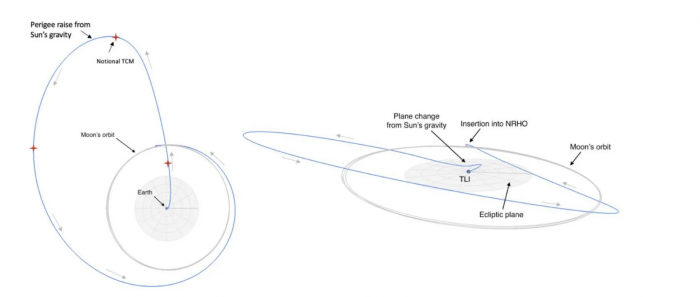 Perigee raise from
Sun's gravity
Notional TCM
Moon's orbit
Earth
Plane change
from Sun's gravity
Insertion into NRHO
Moon's orbit
TLI
Ecliptic plane